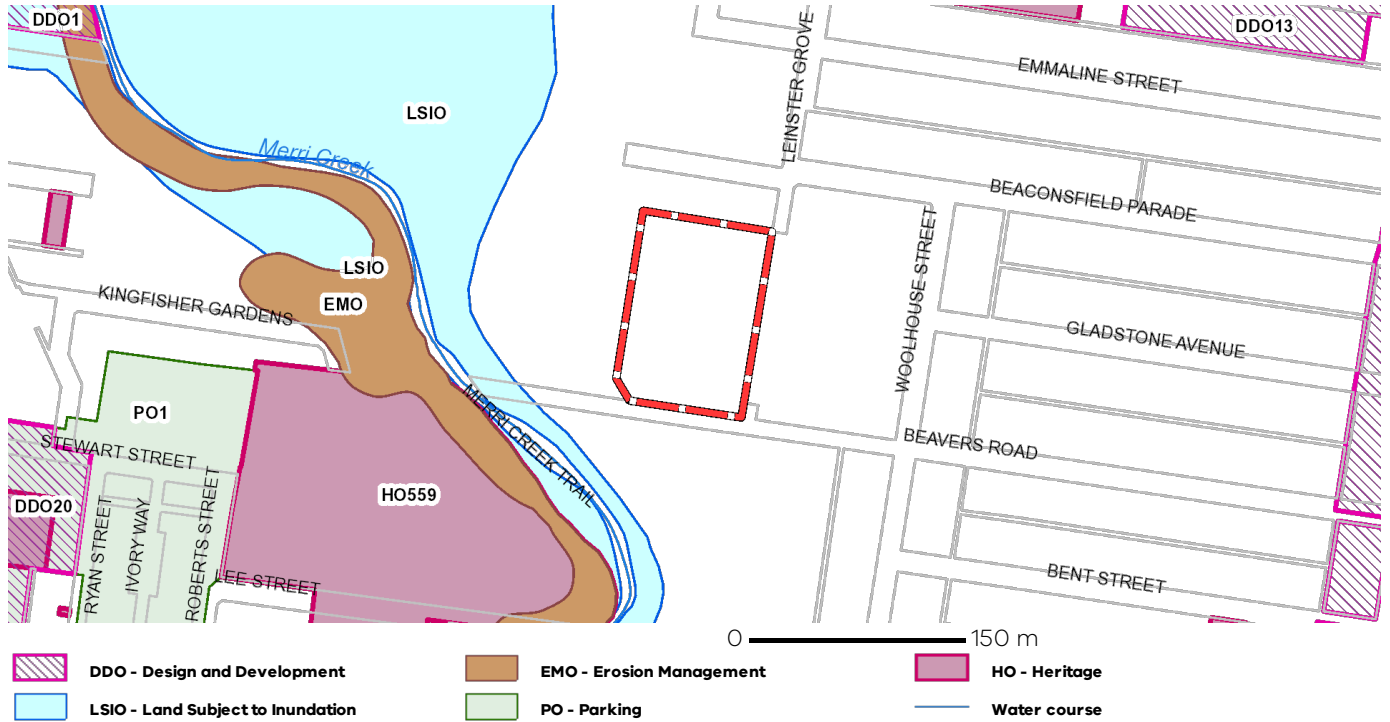 DDO1
DDO13
LEINSTER GROVE
EMMALINE STREET
LSIO
Merri Creek
BEACONSFIELD PARADE
LSIO
EMO
KINGFISHER GARDENS
WOOLHOUSE STREET
GLADSTONE AVENUE
PO1
MERRI CREEK TRAIL
STEWART STREET
BEAVERS ROAD
HO559
DDO20
RYAN STREET
IVORY WAY
ROBERTS STREET
LEE STREET
BENT STREET
0 150 m
DDO - Design and Development
EMO - Erosion Management
HO - Heritage
LSIO - Land Subject to Inundation
PO - Parking
Water course